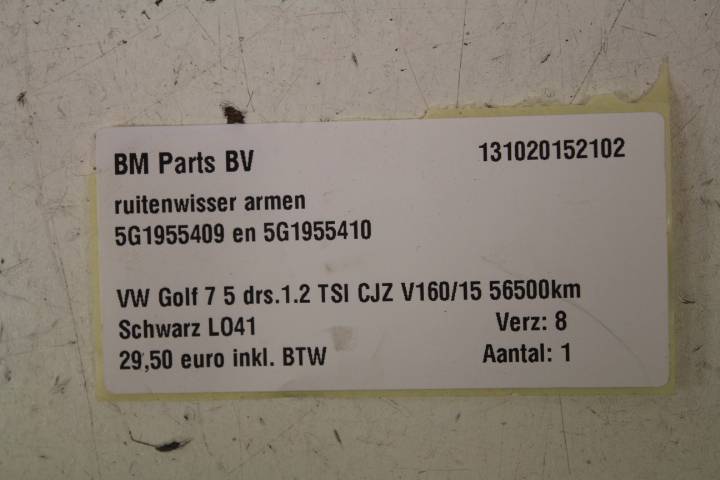 BM Parts BV 131020152102
ruitenwisser armen
5G1955409 en 5G1955410
VW Golf 7 5 drs.1.2 TSI CJZ V160/15 56500km
Schwarz LO41 Verz: 8
29,50 euro inkl. BTW Aantal: 1